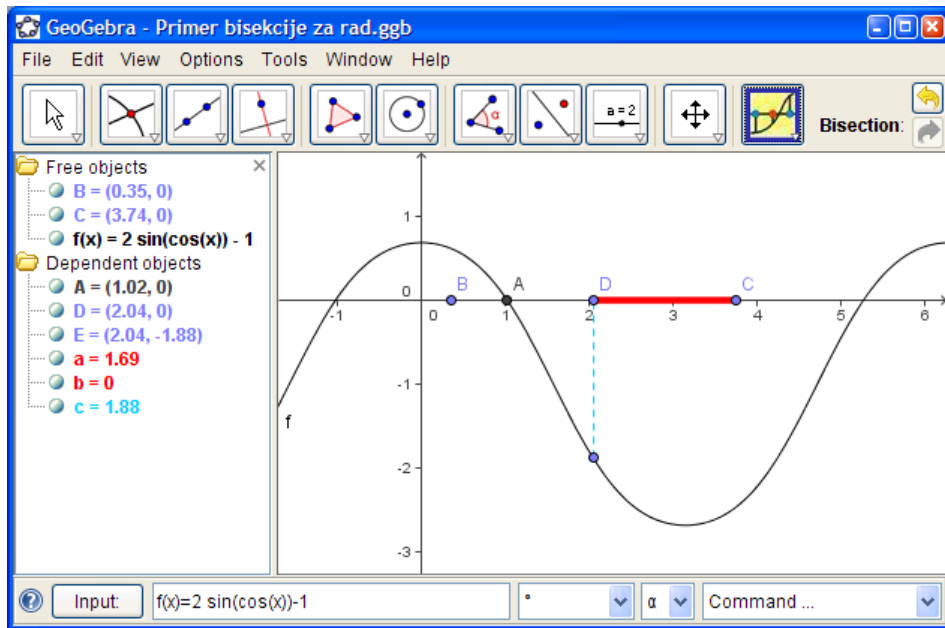 GeoGebra - Primer bisekcije za rad.ggb
File Edit View Options Tools Window Help
α
a = 2
Bisection:
Free objects
B = (0.35, 0)
C = (3.74, 0)
f(x) = 2 sin(cos(x)) - 1
Dependent objects
A = (1.02, 0)
D = (2.04, 0)
E = (2.04, -1.88)
a = 1.69
b = 0
c = 1.88
1
B A D C
0
-1 0 1 2 3 4 5 6
-1
f
-2
-3
Input: f(x)=2 sin(cos(x))-1 ° α Command ...